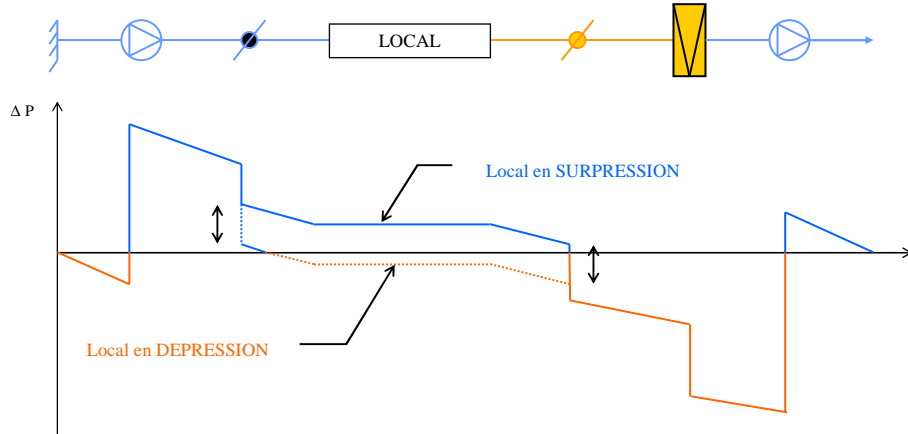 LOCAL
Δ P
Local en SURPRESSION
Local en DEPRESSION